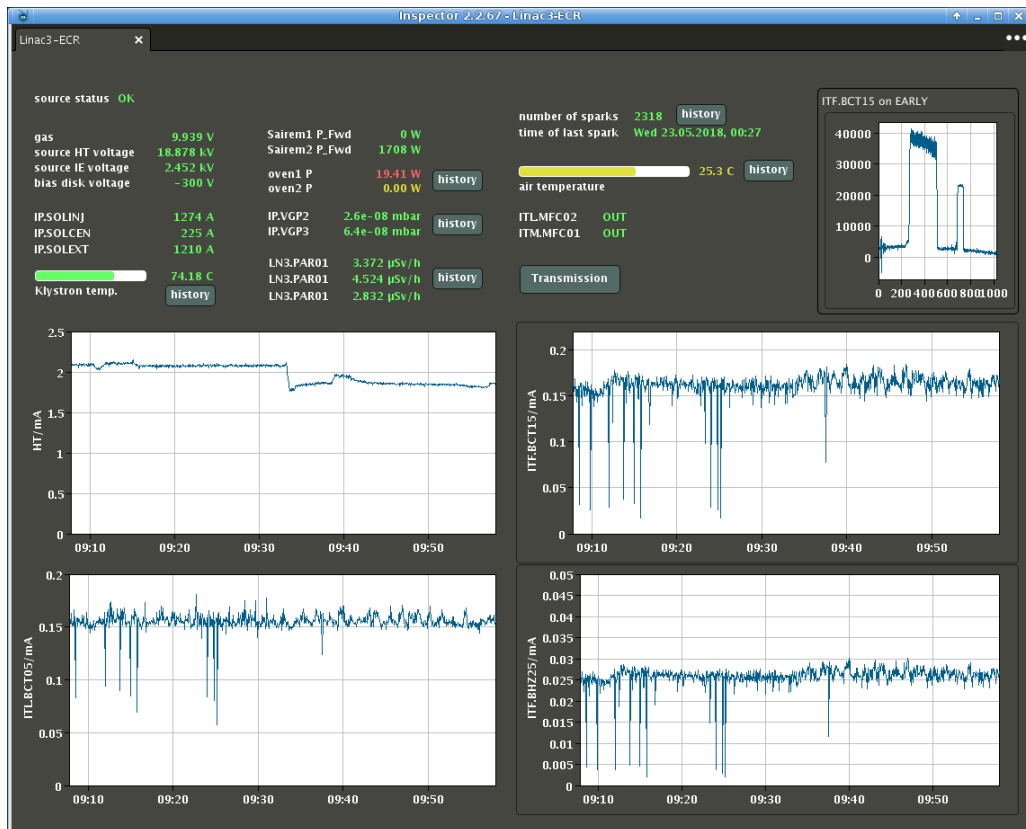 Inspector 2.2.67 - Linac3-ECR
Linac3-ECR
source status OK
gas 9.939 V
source HT voltage 18.878 kV
source IE voltage 2.452 kV
bias disk voltage -300 V
IP.SOLINJ 1274 A
IP.SOLCEN 225 A
IP.SOLEXT 1210 A
74.18 C
Klystron temp. history
Sairem1 P_Fwd 0 W
Sairem2 P_Fwd 1708 W
oven1 P 19.41 W
oven2 P 0.00 W
history
IP.VGP2 2.6e-08 mbar
IP.VGP3 6.4e-08 mbar
history
LN3.PAR01 3.372 µSv/h
LN3.PAR01 4.524 µSv/h
LN3.PAR01 2.832 µSv/h
history
number of sparks 2318 history
time of last spark Wed 23.05.2018, 00:27
25.3 C history
air temperature
ITL.MFC02 OUT
ITM.MFC01 OUT
Transmission
ITF.BCT15 on EARLY
40000
30000
20000
10000
0
0 200 400 600 800 1000
HT/mA
2.5
2
1.5
1
0.5
0
09:10 09:20 09:30 09:40 09:50
ITF.BCT15/mA
0.2
0.15
0.1
0.05
0
09:10 09:20 09:30 09:40 09:50
ITL.BCT05/mA
0.2
0.15
0.1
0.05
0
09:10 09:20 09:30 09:40 09:50
ITF.BHZ25/mA
0.05
0.045
0.04
0.035
0.03
0.025
0.02
0.015
0.01
0.005
0
09:10 09:20 09:30 09:40 09:50